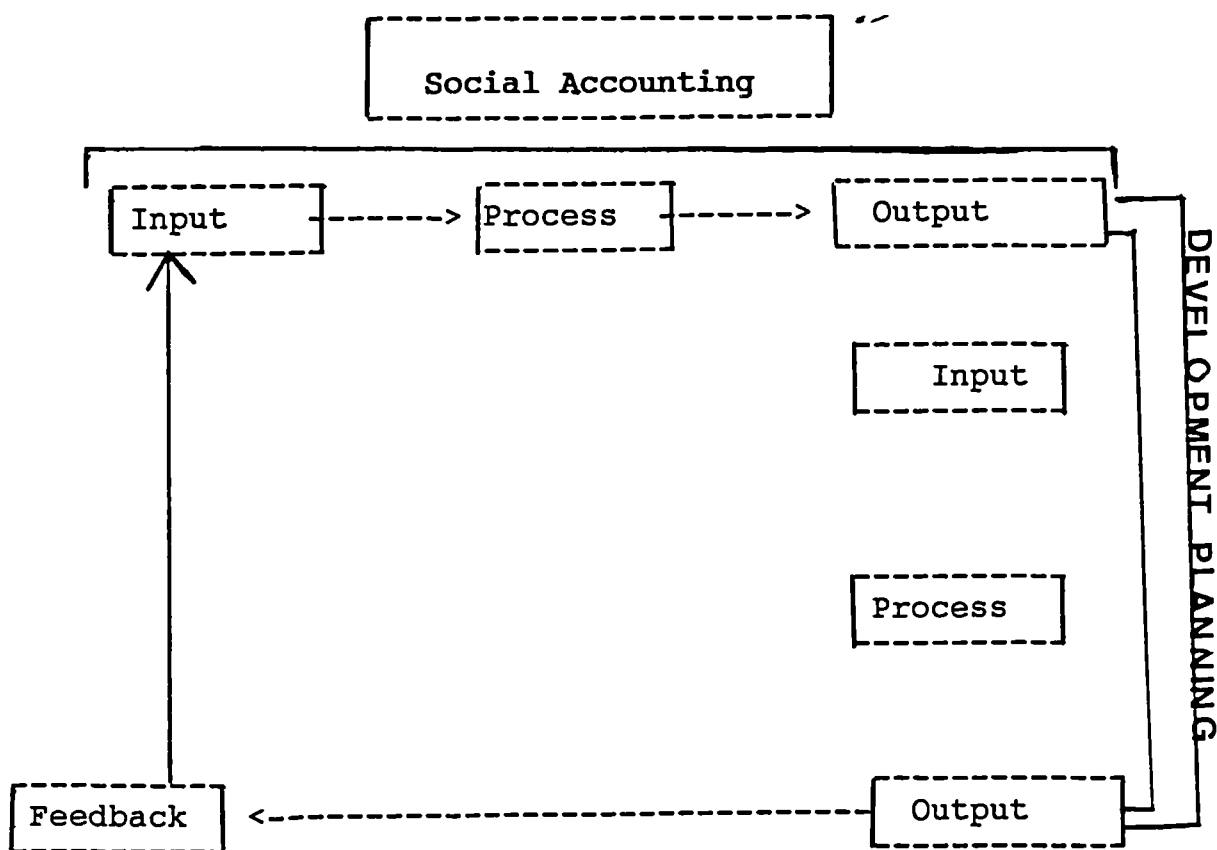 Social Accounting
Input
Process
Output
Input
Process
Output
Feedback
DEVELOPMENT PLANNING